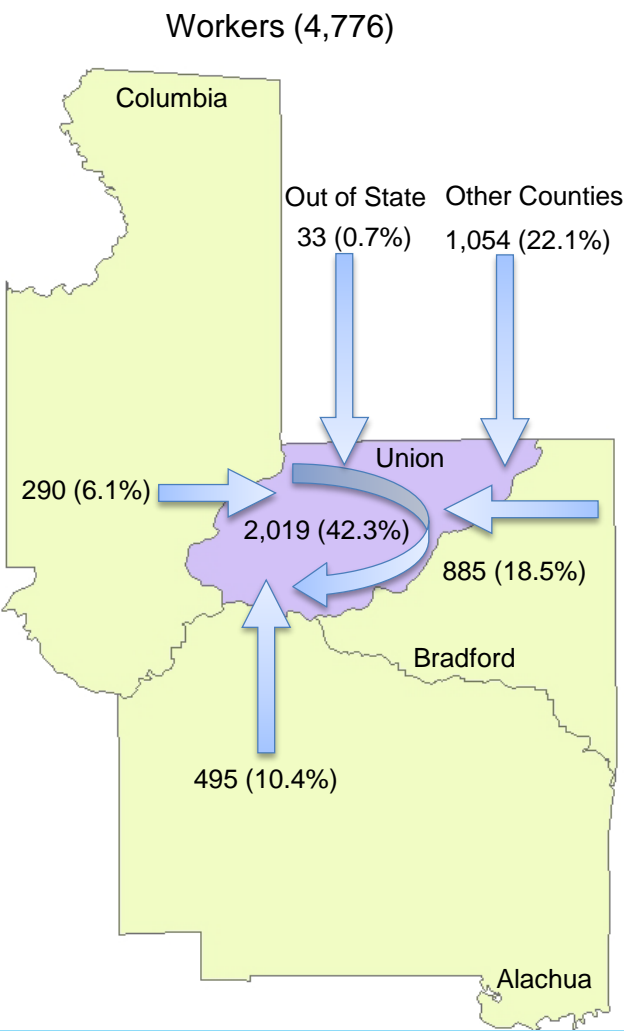 Workers (4,776)
Columbia
Out of State
33 (0.7%)
Other Counties
1,054 (22.1%)
Union
290 (6.1%)
2,019 (42.3%)
885 (18.5%)
Bradford
495 (10.4%)
Alachua